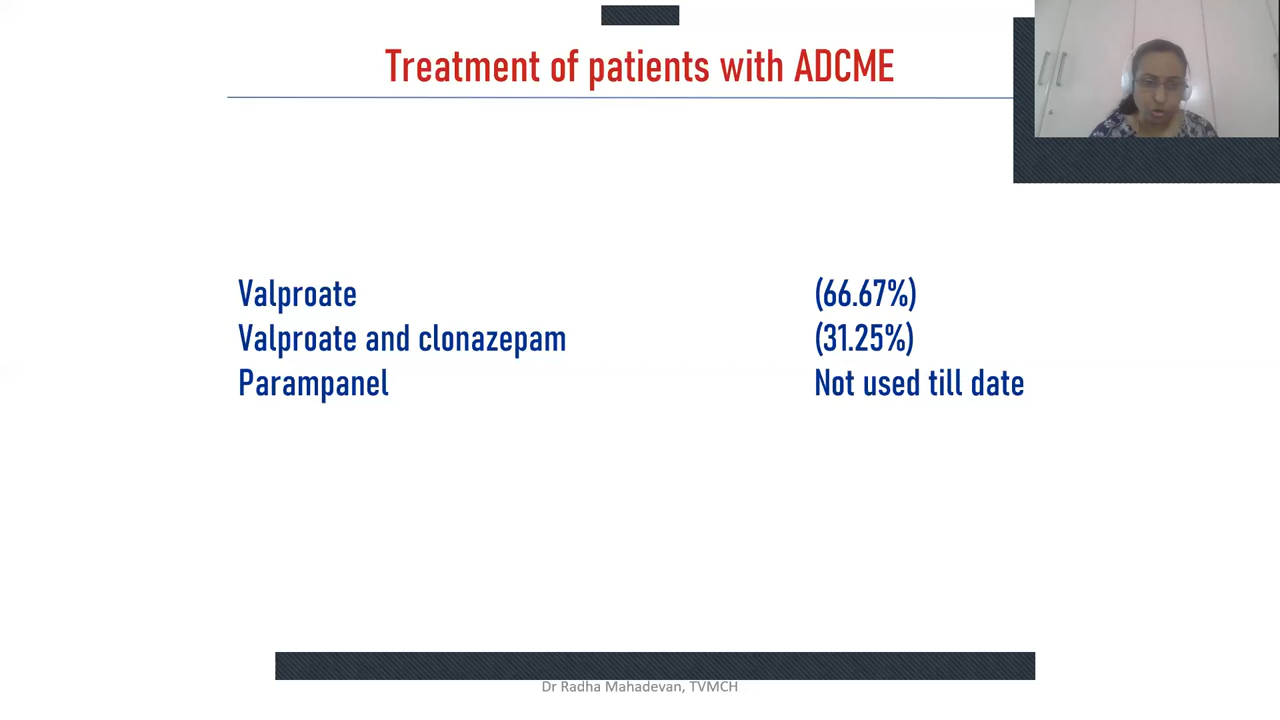 Treatment of patients with ADCME
Valproate (66.67%)
Valproate and clonazepam (31.25%)
Parampanel Not used till date
Dr Radha Mahadevan, TVMCH